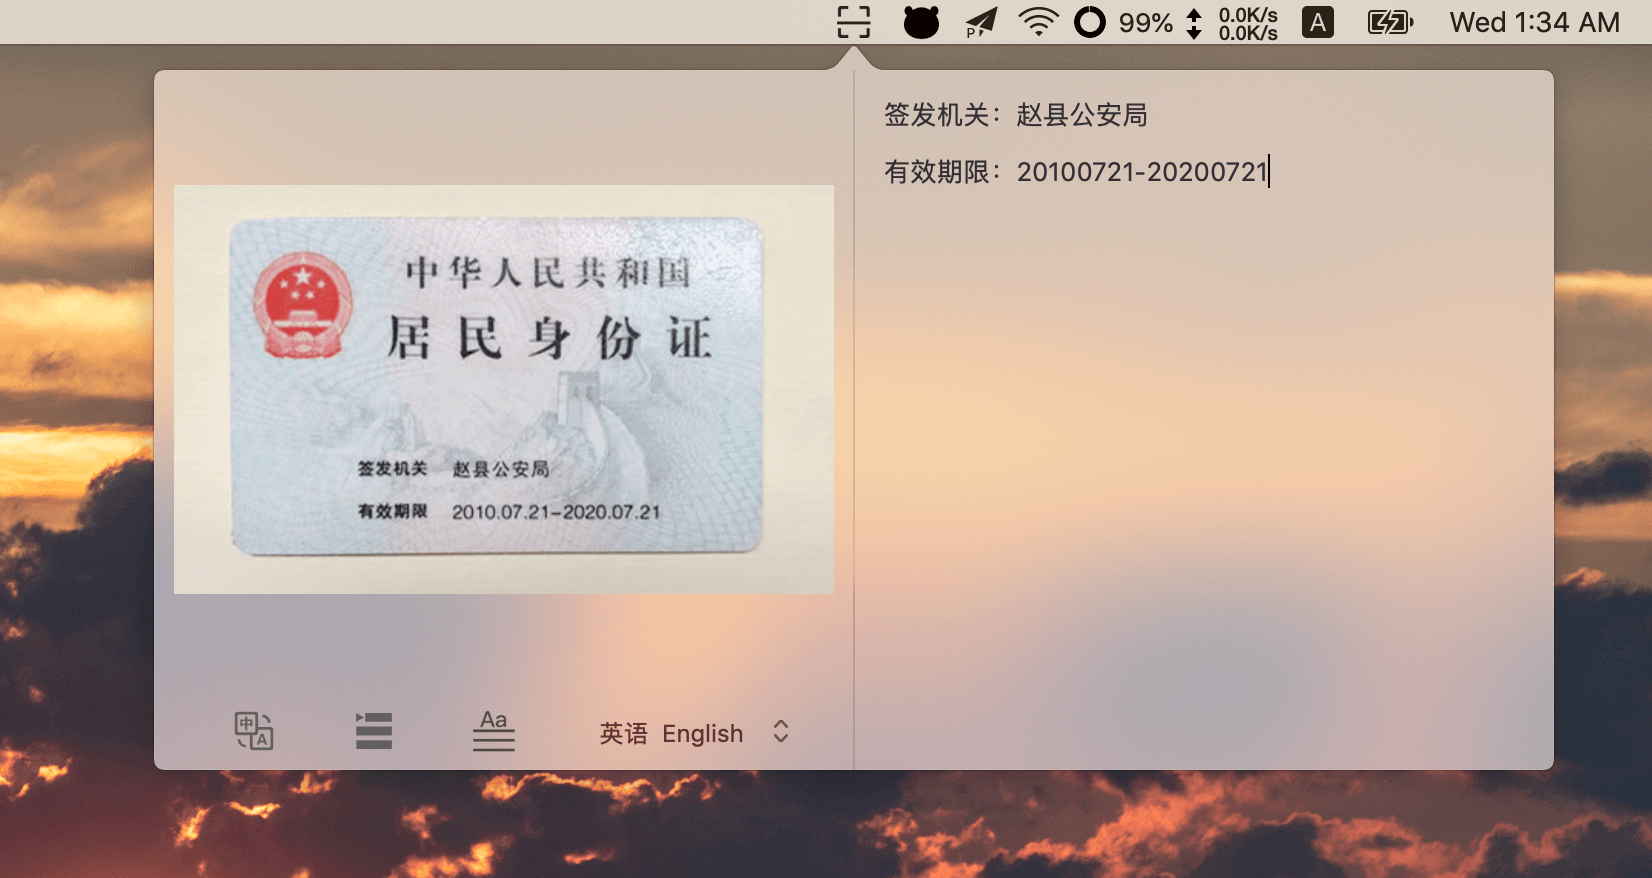 99%
0.0K/s
0.0K/s
A
Wed 1:34 AM
P
中华人民共和国
居民身份证
签发机关 赵县公安局
有效期限 2010.07.21-2020.07.21
中
A
Aa
英语 English
签发机关：赵县公安局
有效期限：20100721-20200721